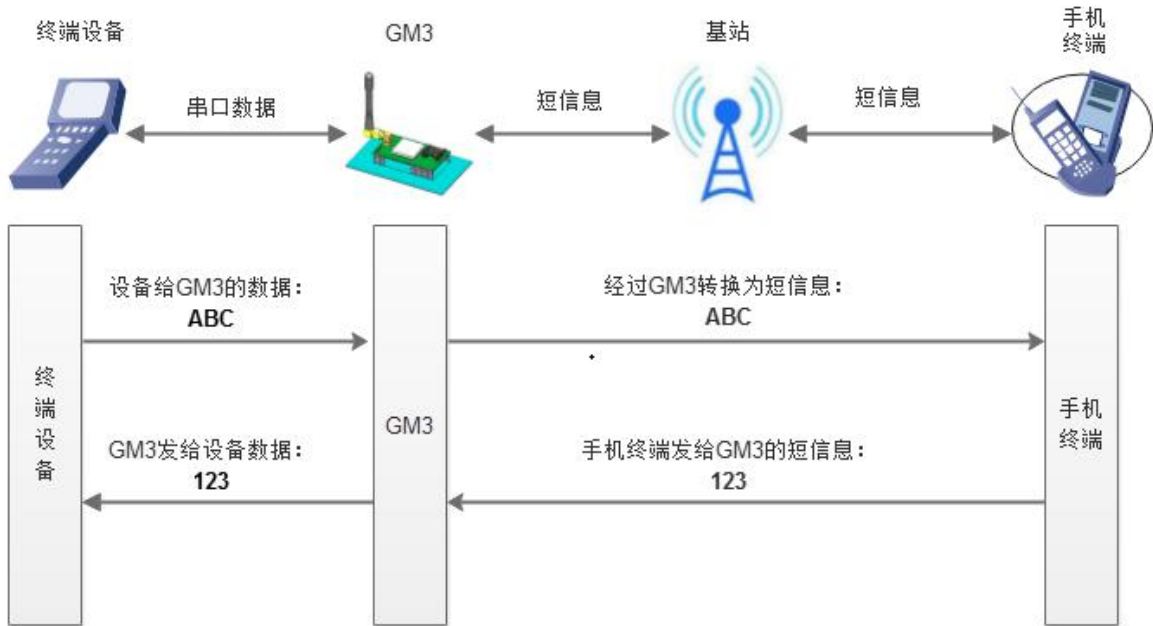 终端设备
GM3
基站
手机
终端
串口数据
短信息
短信息
设备给GM3的数据：
ABC
经过GM3转换为短信息：
ABC
终
端
设
备
GM3
手机
终端
GM3发给设备数据：
123
手机终端发给GM3的短信息：
123